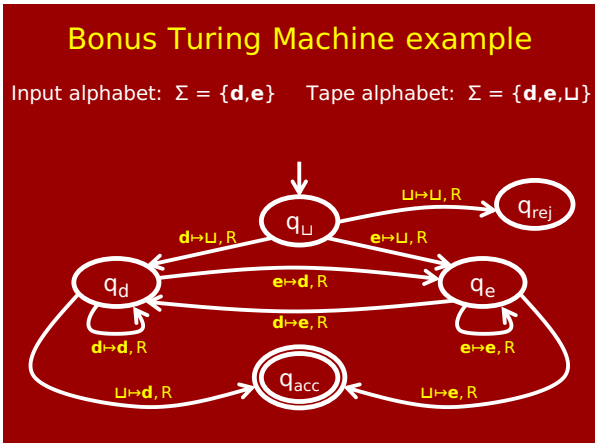 Bonus Turing Machine example
Input alphabet: Σ = {d,e} Tape alphabet: Σ = {d,e,⊔}
⊔↦⊔, R
q⊔
qrej
d↦⊔, R
e↦⊔, R
qd
e↦d, R
qe
d↦e, R
d↦d, R
e↦e, R
qacc
⊔↦d, R
⊔↦e, R